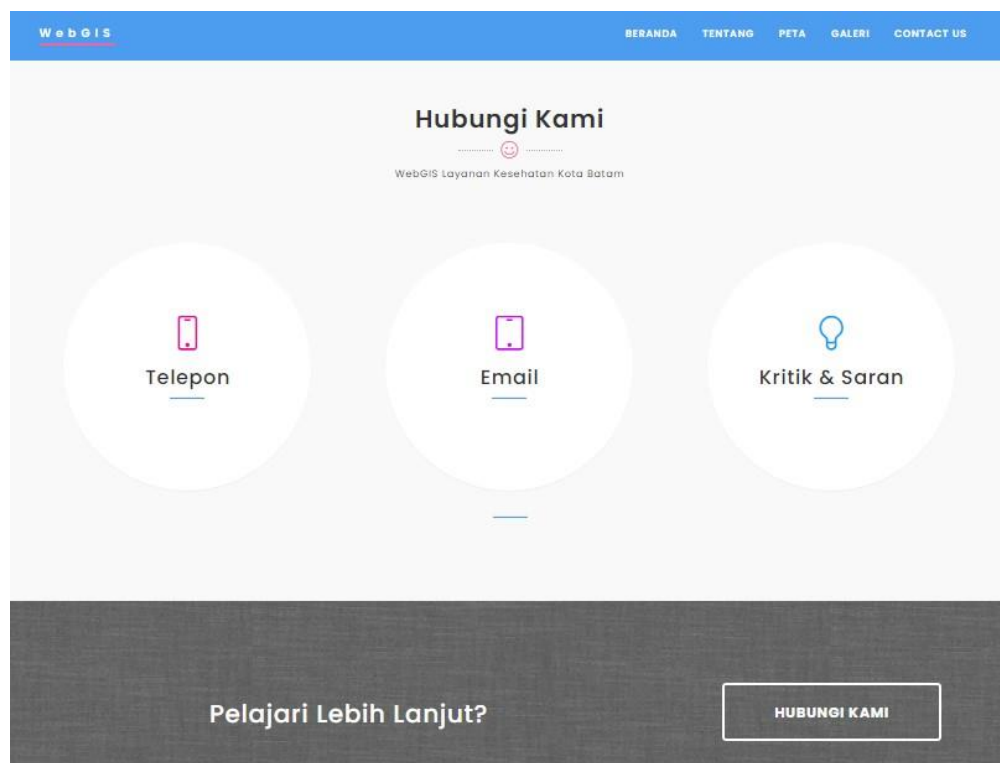 WebGIS
BERANDA TENTANG PETA GALERI CONTACT US
Hubungi Kami
WebGIS Layanan Kesehatan Kota Batam
Telepon
Email
Kritik & Saran
Pelajari Lebih Lanjut?
HUBUNGI KAMI